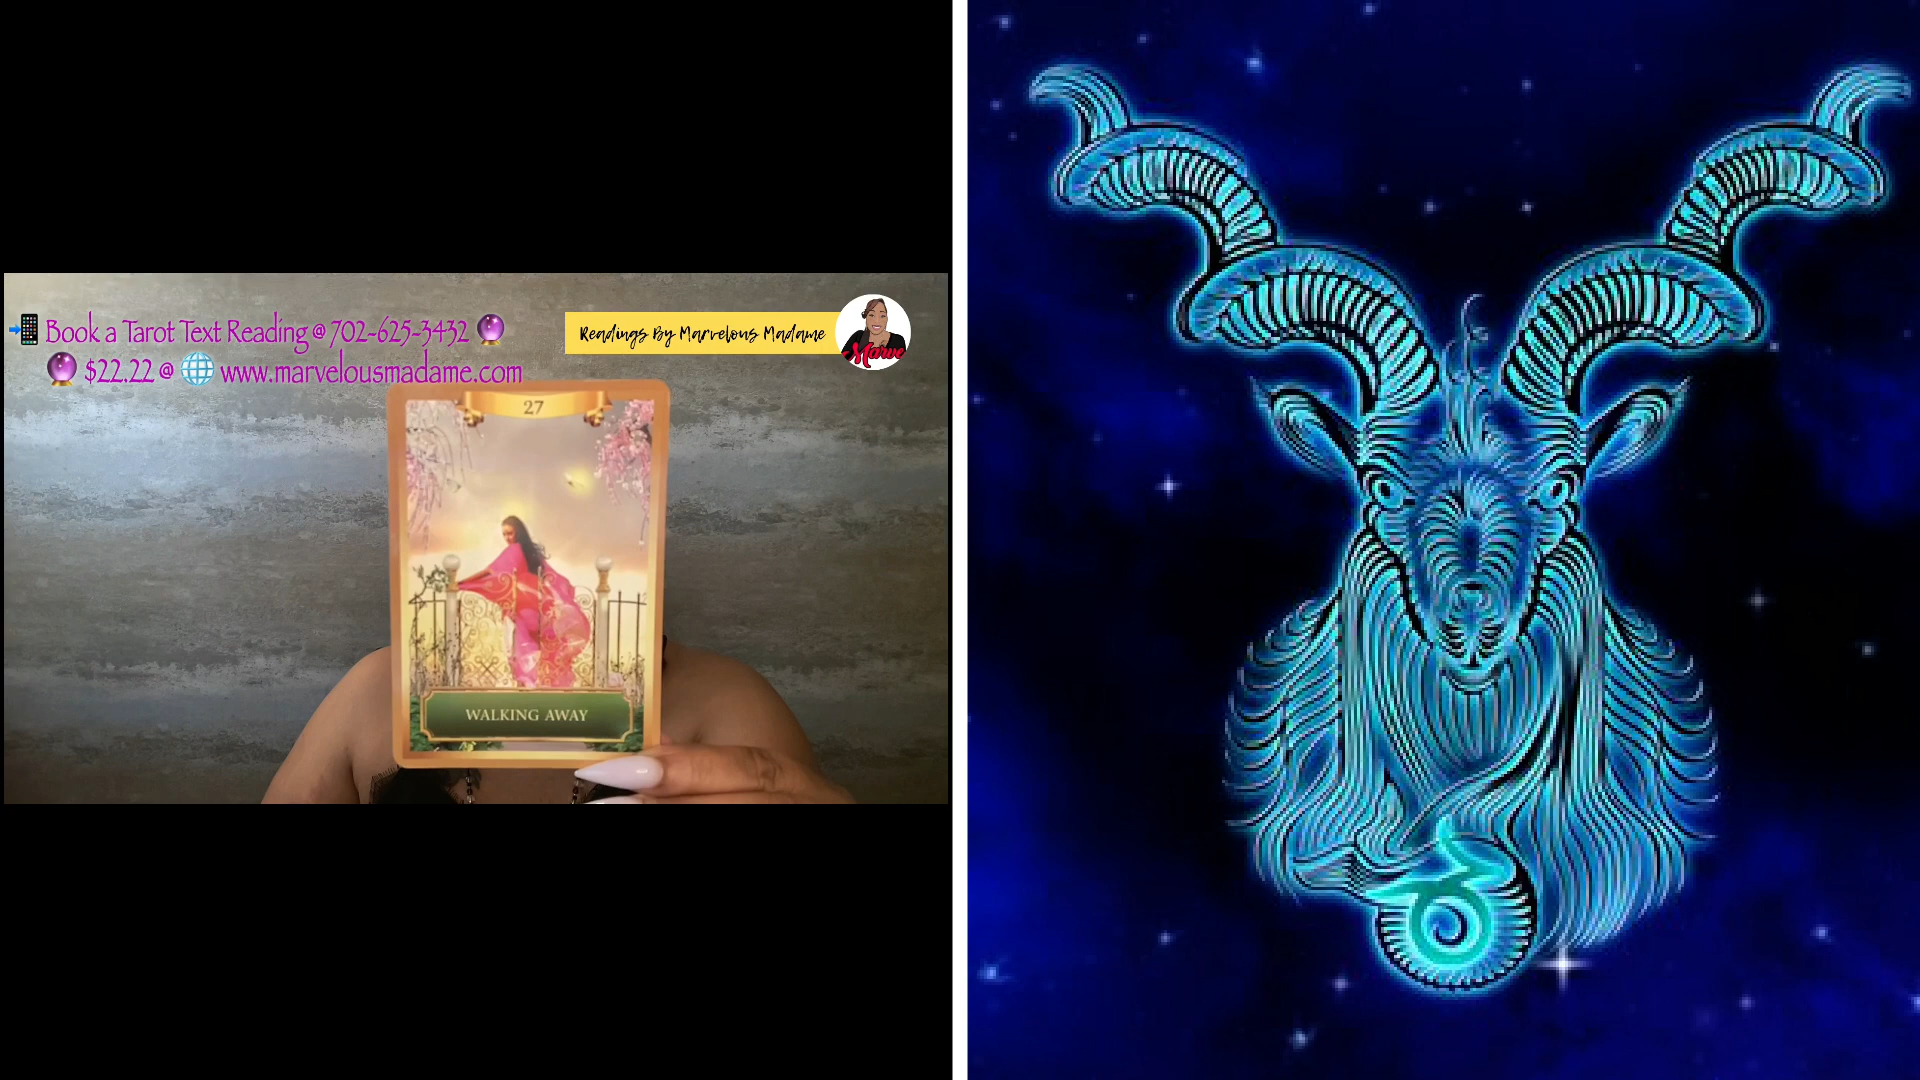 📲 Book a Tarot Text Reading @ 702-625-3432 🔮
🔮 $22.22 @ 🌐 www.marvelousmadame.com
Readings By Marvelous Madame
Marve
27
WALKING AWAY